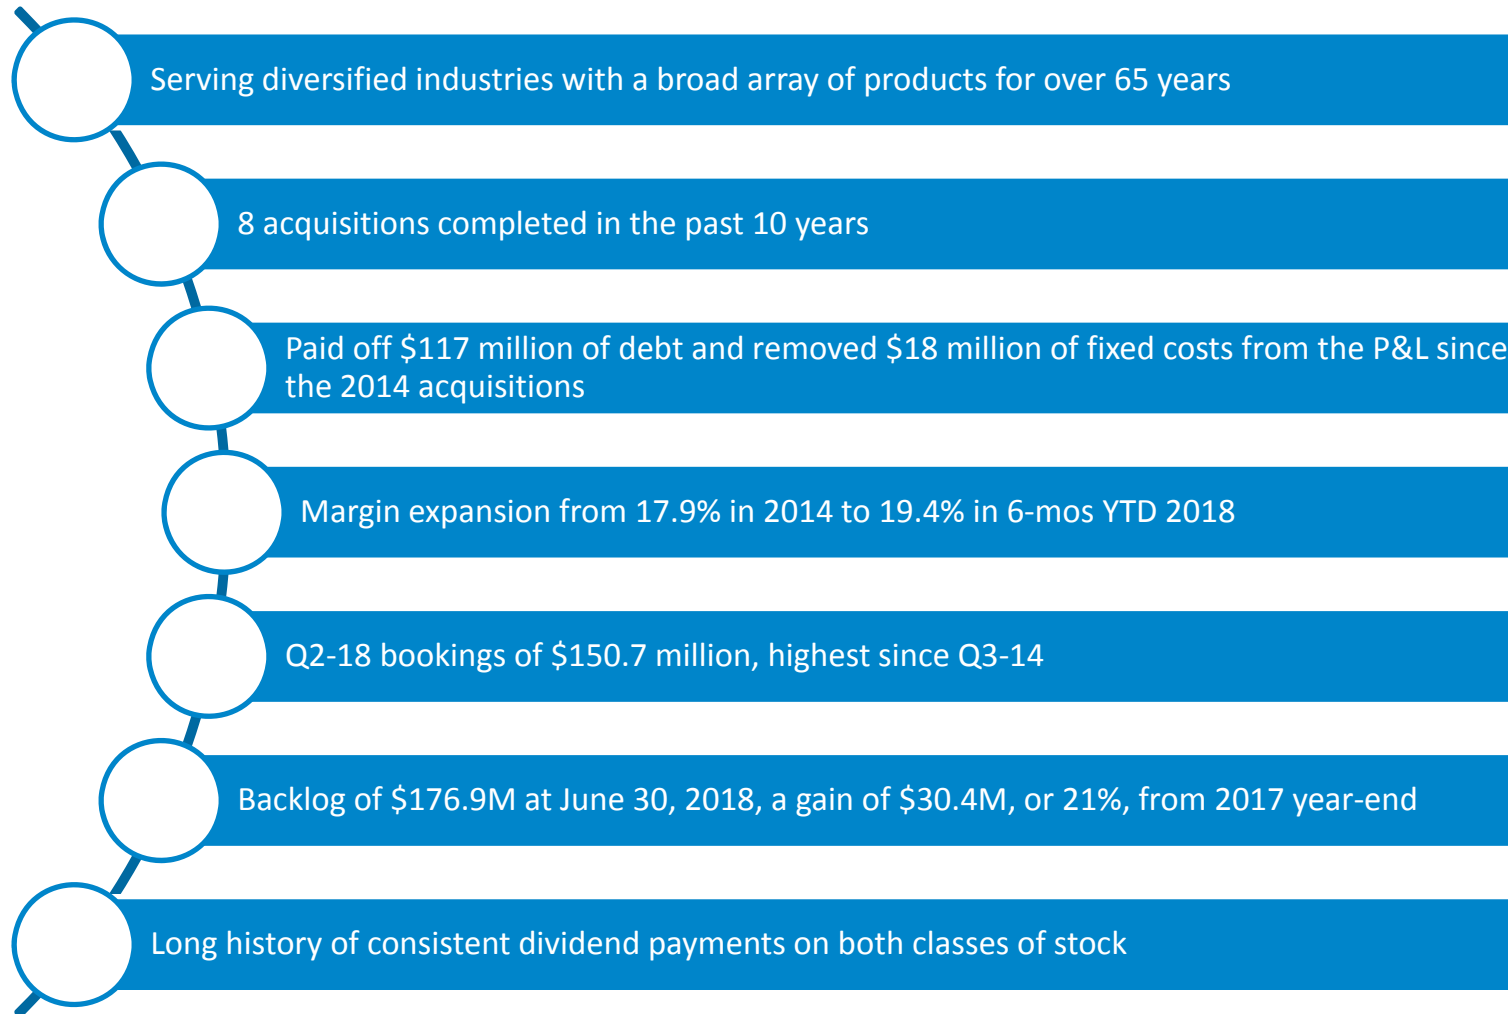 Serving diversified industries with a broad array of products for over 65 years
8 acquisitions completed in the past 10 years
Paid off $117 million of debt and removed $18 million of fixed costs from the P&L since
the 2014 acquisitions
Margin expansion from 17.9% in 2014 to 19.4% in 6-mos YTD 2018
Q2-18 bookings of $150.7 million, highest since Q3-14
Backlog of $176.9M at June 30, 2018, a gain of $30.4M, or 21%, from 2017 year-end
Long history of consistent dividend payments on both classes of stock